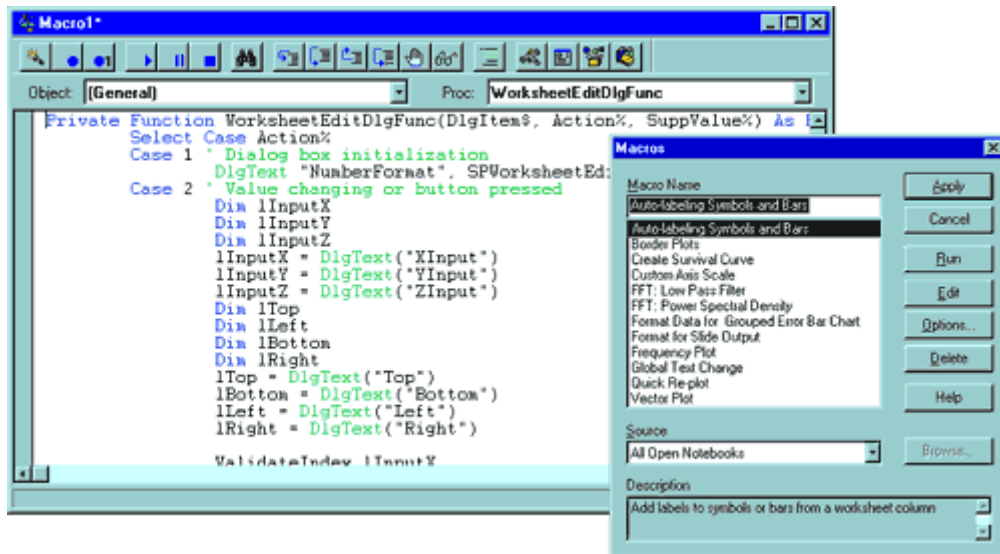 Macro1*
Object: (General) Proc: WorksheetEditDlgFunc
Private Function WorksheetEditDlgFunc(DlgItem$, Action%, SuppValue%) As
Select Case Action%
Case 1 ' Dialog box initialization
DlgText "NumberFormat", SPWorksheetEdi
Case 2 ' Value changing or button pressed
Dim lInputX
Dim lInputY
Dim lInputZ
lInputX = DlgText("XInput")
lInputY = DlgText("YInput")
lInputZ = DlgText("ZInput")
Dim lTop
Dim lLeft
Dim lBottom
Dim lRight
lTop = DlgText("Top")
lBottom = DlgText("Bottom")
lLeft = DlgText("Left")
lRight = DlgText("Right")
ValidateIndex lInputX
Macros
Macro Name
Auto-labeling Symbols and Bars
Auto-labeling Symbols and Bars
Border Plots
Create Survival Curve
Custom Axis Scale
FFT: Low Pass Filter
FFT: Power Spectral Density
Format Data for Grouped Error Bar Chart
Format for Slide Output
Frequency Plot
Global Text Change
Quick Re-plot
Vector Plot
Apply
Cancel
Run
Edit
Options...
Delete
Help
Source
All Open Notebooks
Browse...
Description
Add labels to symbols or bars from a worksheet column